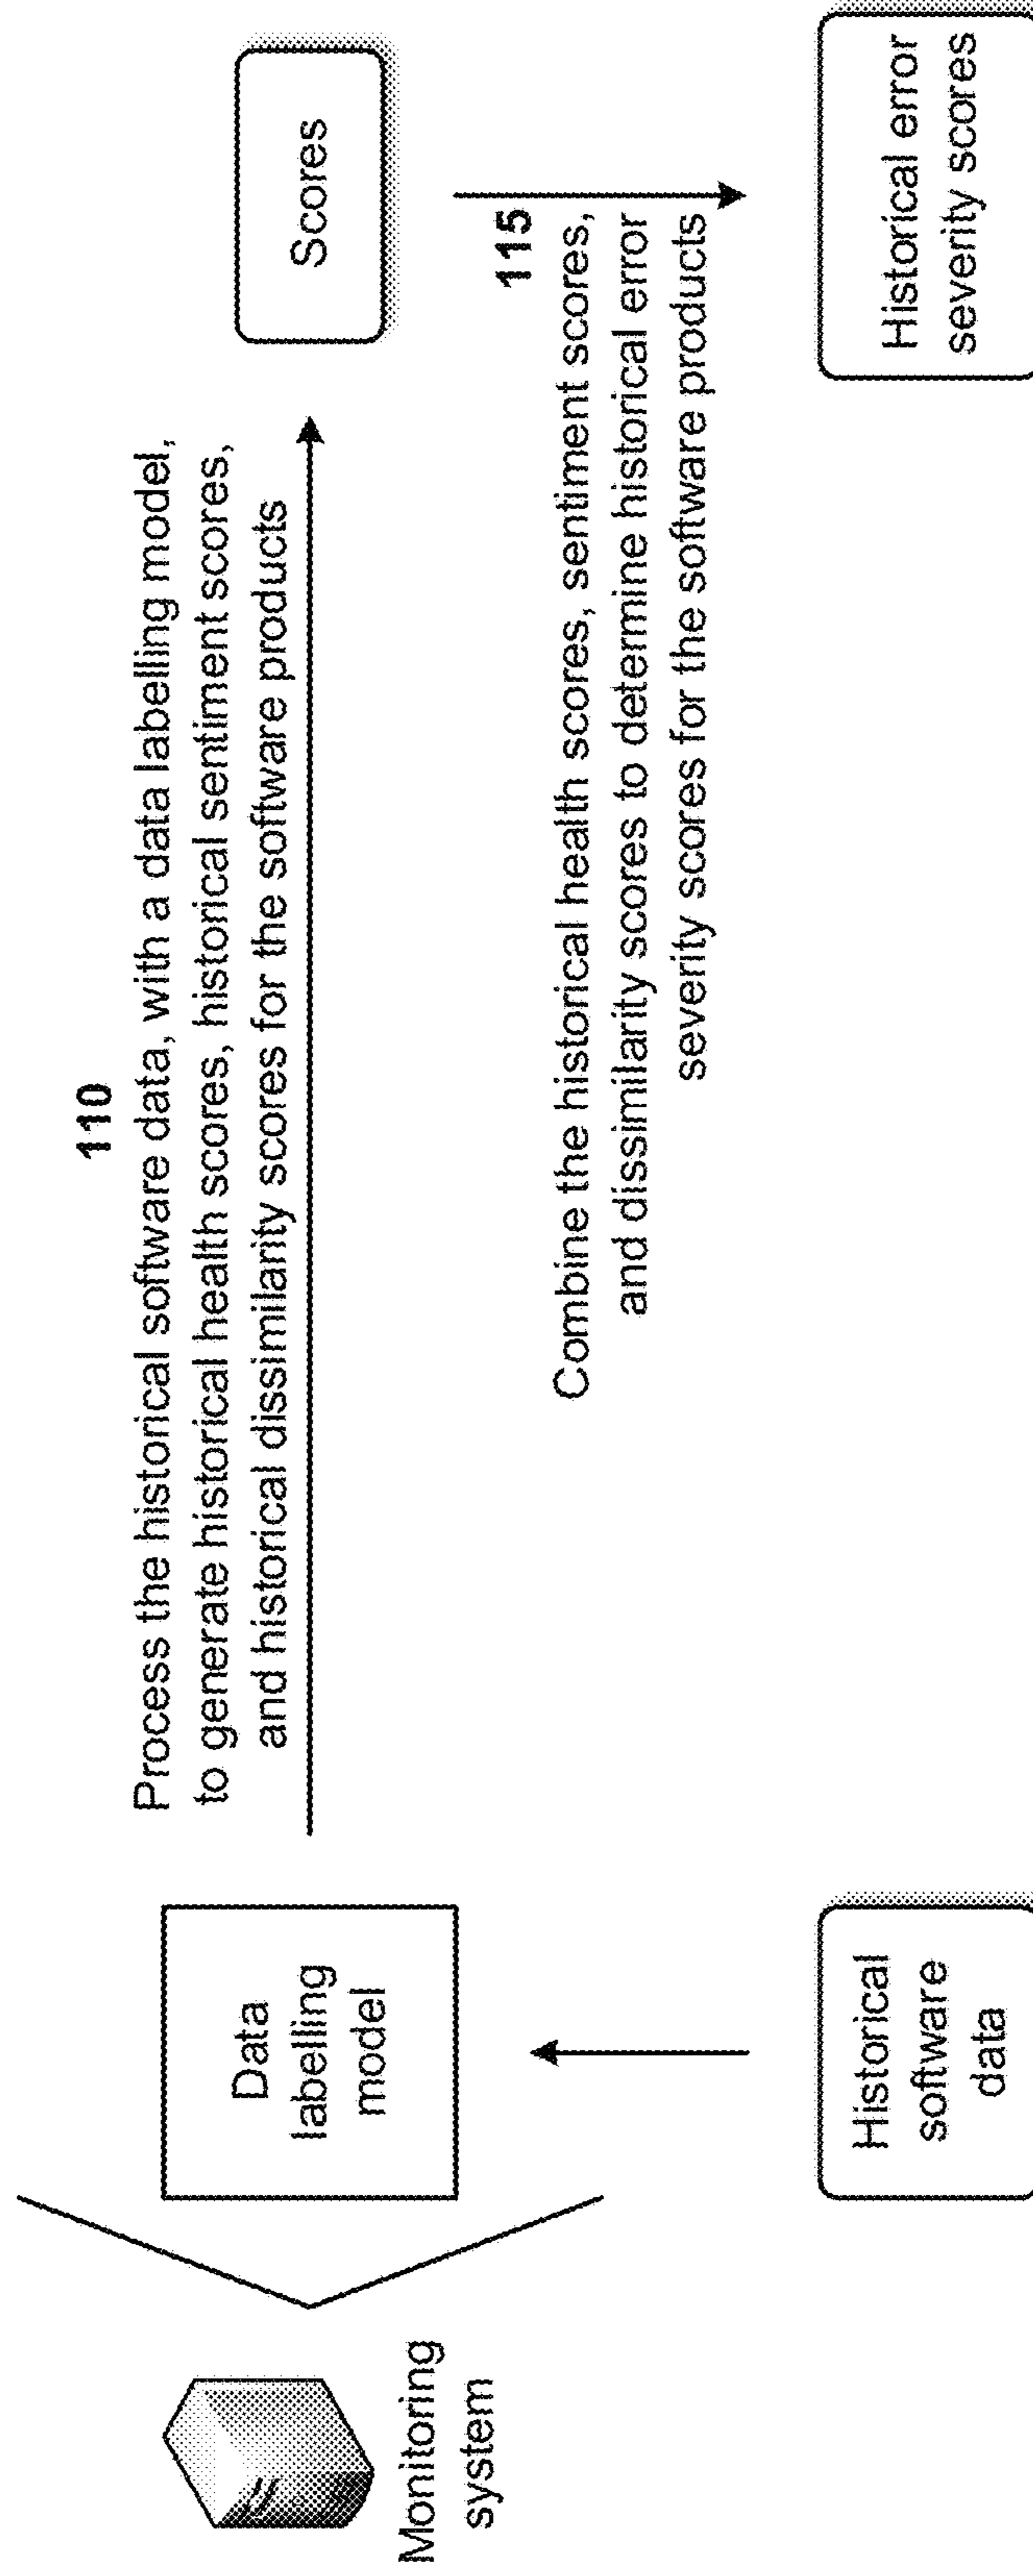 110
Process the historical software data, with a data labelling model,
to generate historical health scores, historical sentiment scores,
and historical dissimilarity scores for the software products
Monitoring
system
Data
labelling
model
Scores
115
Combine the historical health scores, sentiment scores,
and dissimilarity scores to determine historical error
severity scores for the software products
Historical
software
data
Historical error
severity scores